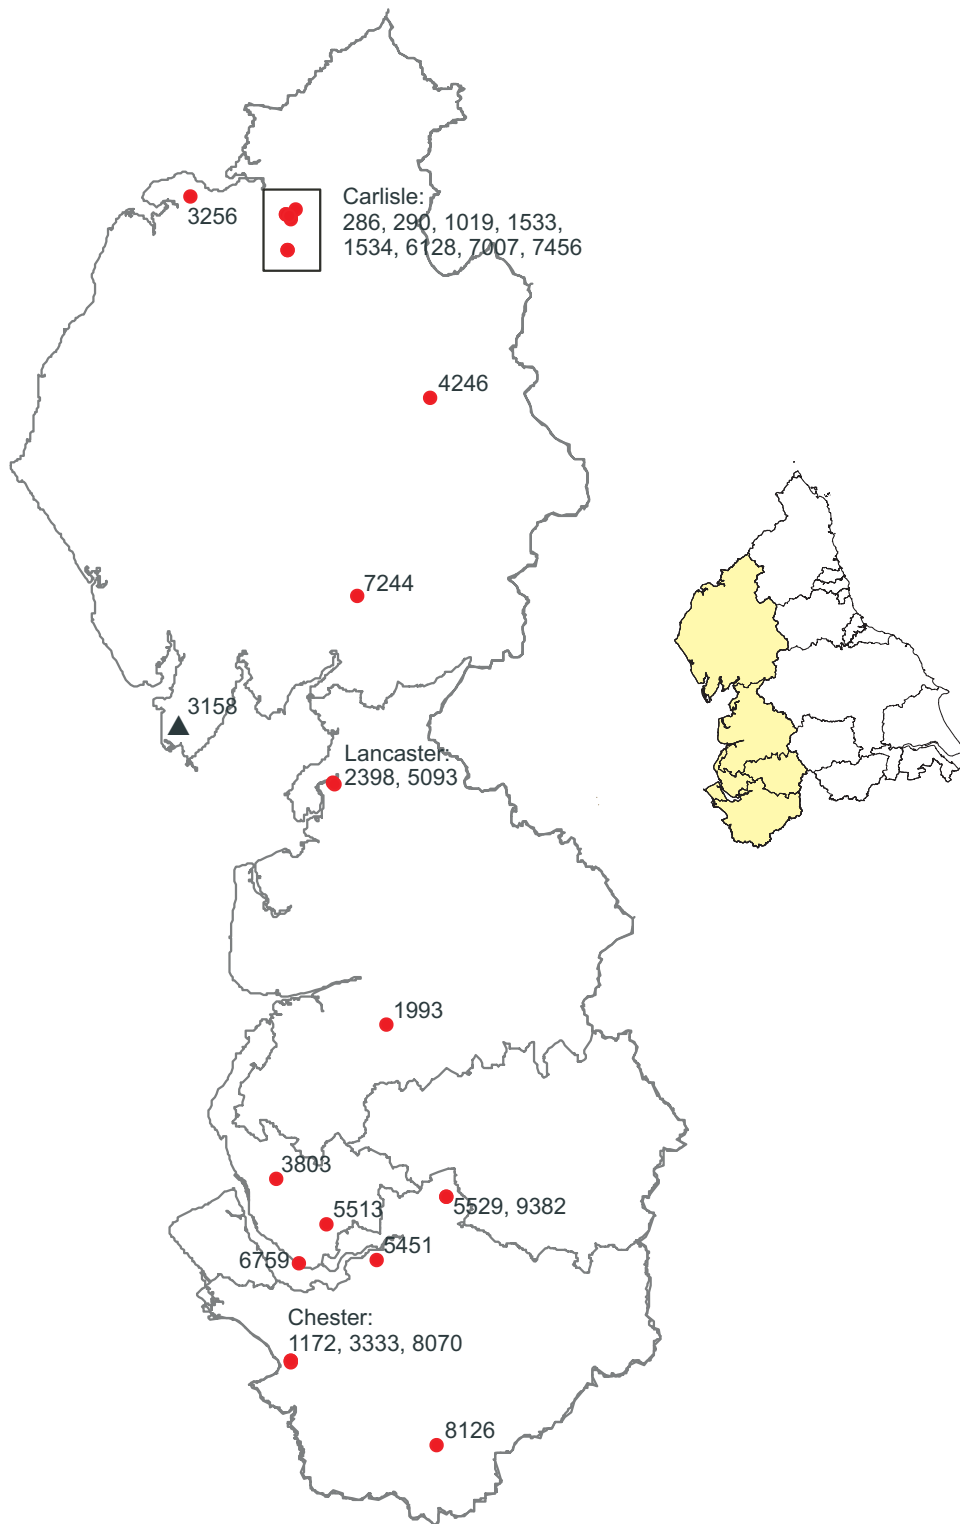 Carlisle:
286, 290, 1019, 1533,
1534, 6128, 7007, 7456
3256
4246
7244
3158
Lancaster:
2398, 5093
1993
3803
5529, 9382
5513
5451
6759
Chester:
1172, 3333, 8070
8126